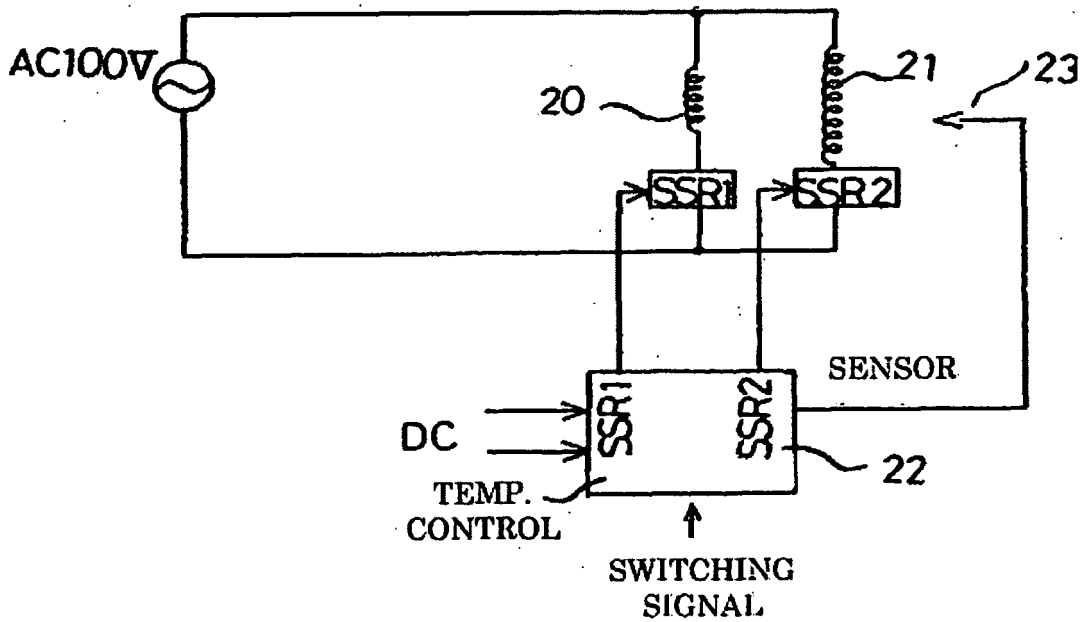 AC100V
20
21
23
SSR1
SSR2
SENSOR
SSR1
SSR2
DC
22
TEMP.
CONTROL
SWITCHING
SIGNAL